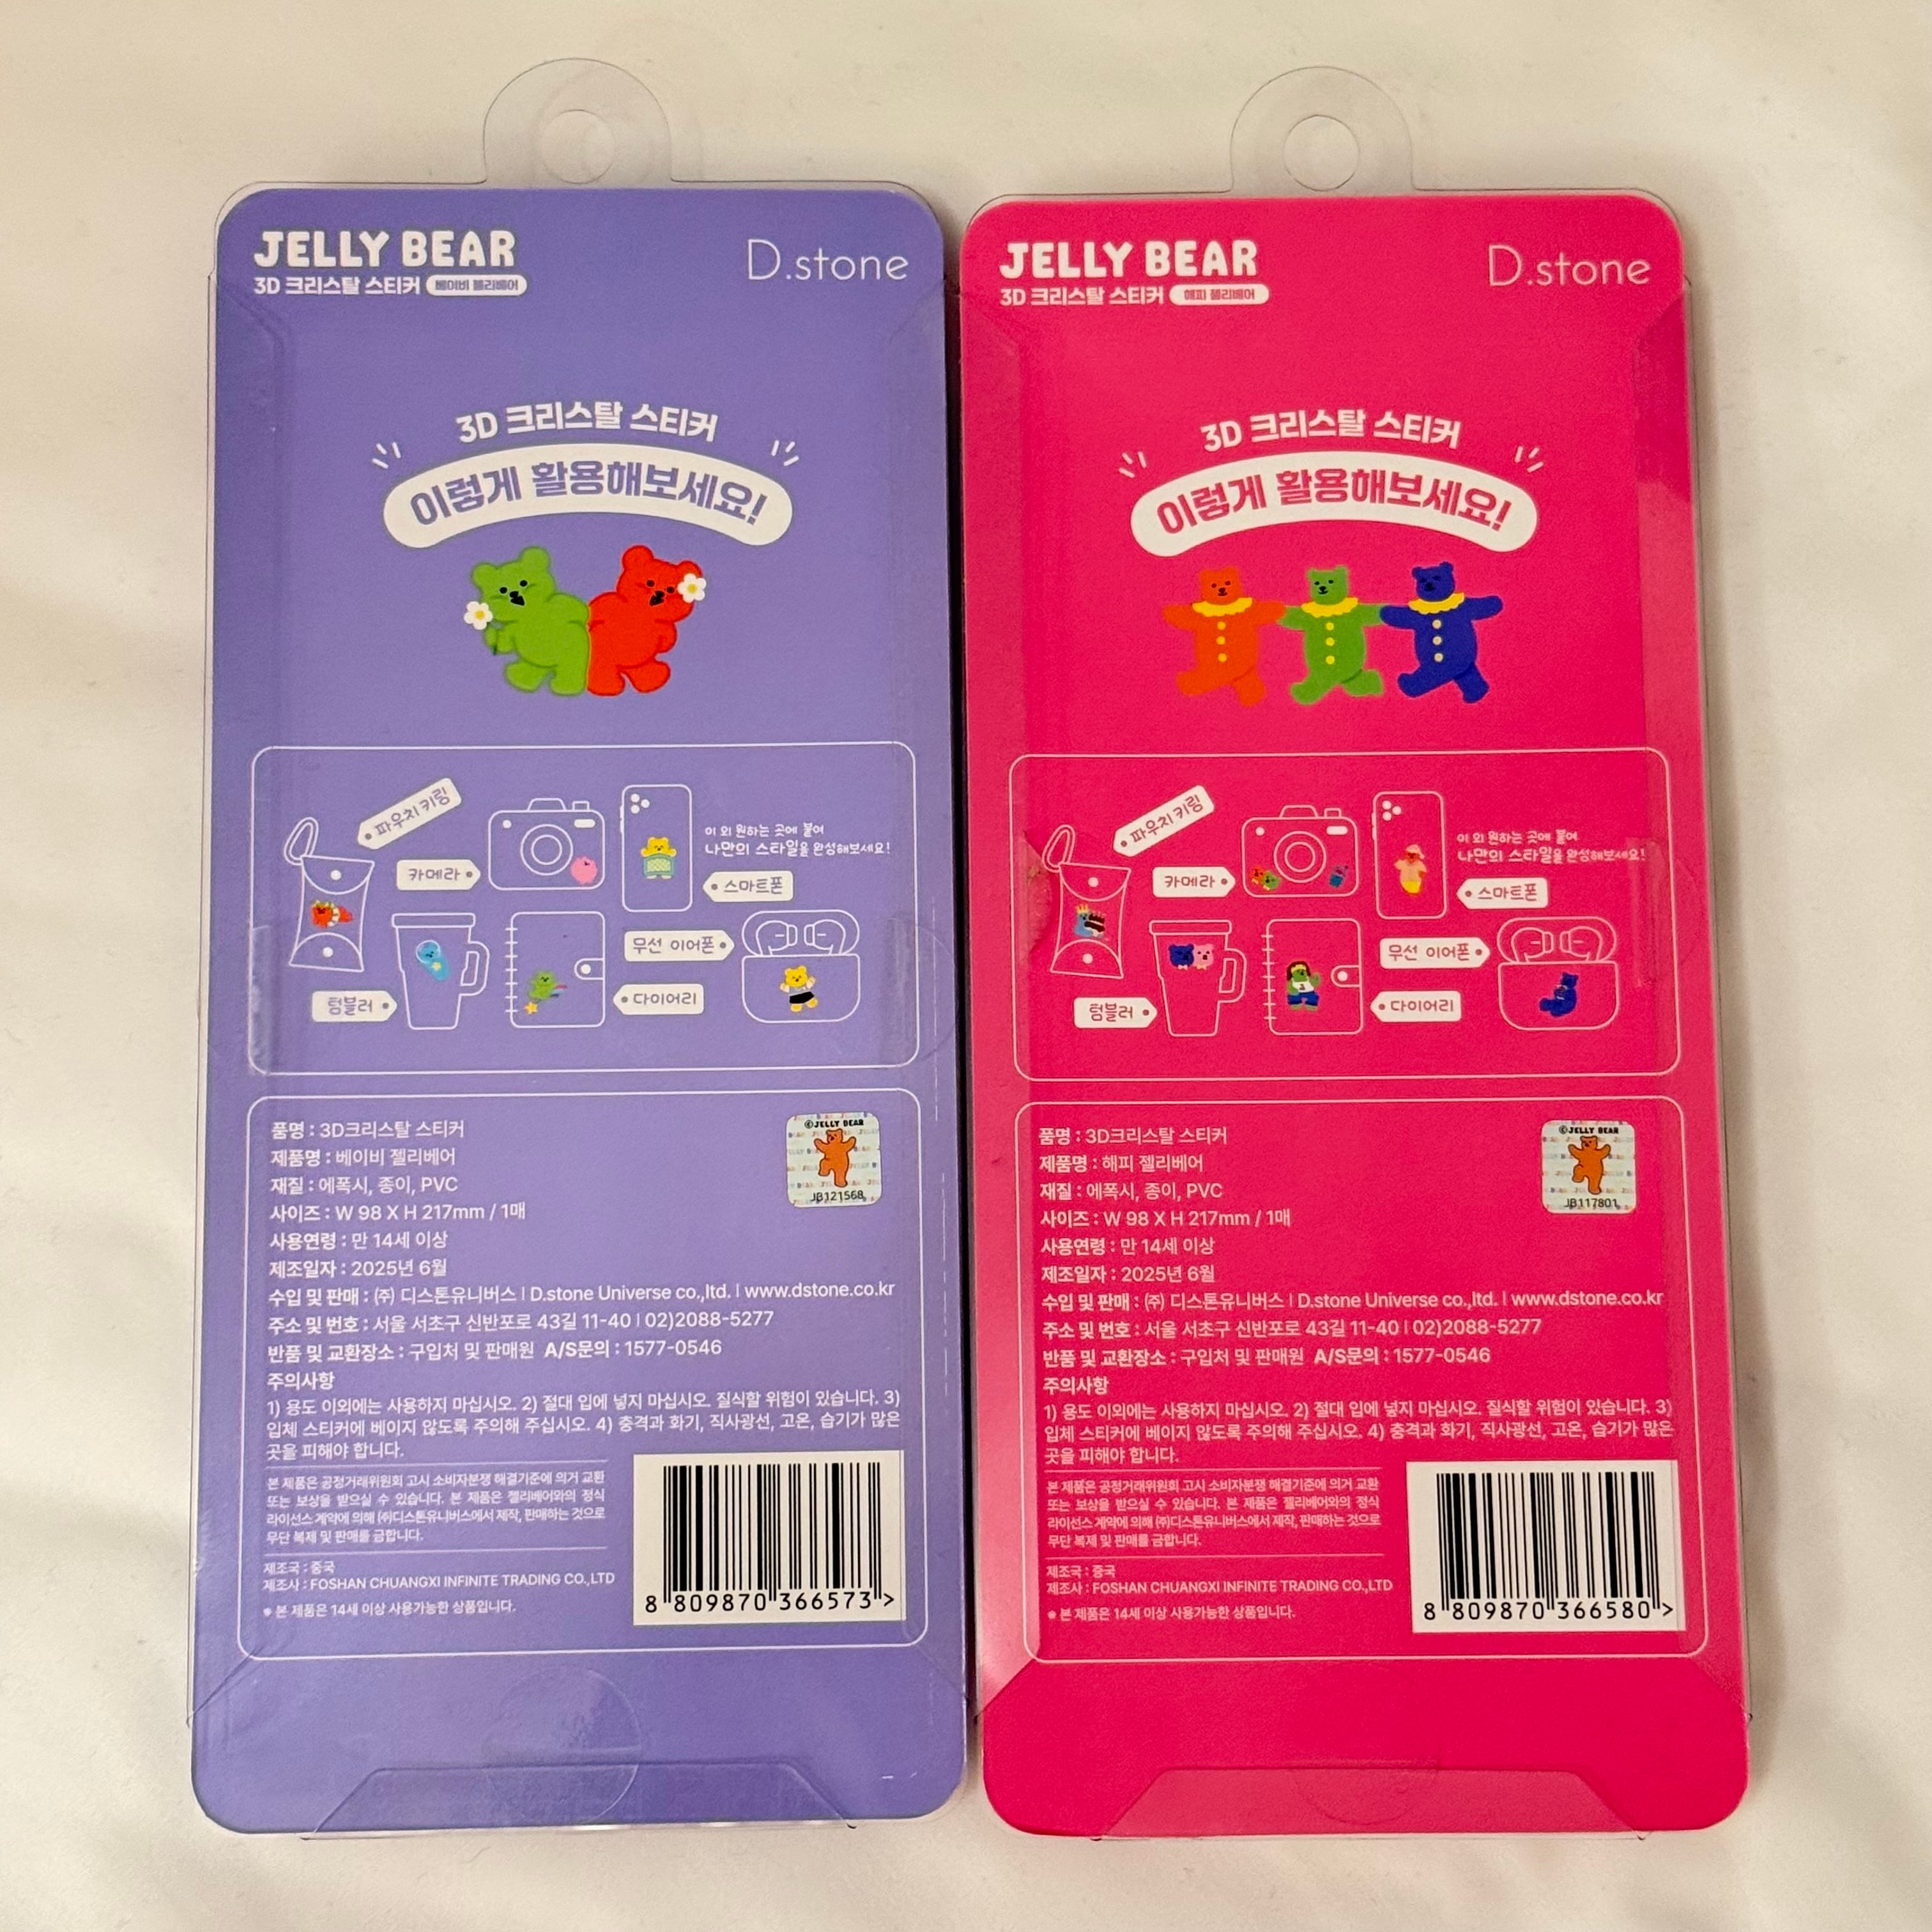 JELLY BEAR
D.stone
3D 크리스탈 스티커 베이비 젤리베어
3D 크리스탈 스티커
이렇게 활용해보세요!
파우치 키링
카메라
이 외 원하는 곳에 붙여
나만의 스타일을 완성해보세요!
스마트폰
무선 이어폰
텀블러
다이어리
품명 : 3D크리스탈 스티커
제품명 : 베이비 젤리베어
재질 : 에폭시, 종이, PVC
사이즈 : W 98 X H 217mm / 1매
사용연령 : 만 14세 이상
제조일자 : 2025년 6월
수입 및 판매 : ㈜ 디스톤유니버스 | D.stone Universe co.,ltd. | www.dstone.co.kr
주소 및 번호 : 서울 서초구 신반포로 43길 11-40 | 02)2088-5277
반품 및 교환장소 : 구입처 및 판매원 A/S문의 : 1577-0546
주의사항
1) 용도 이외에는 사용하지 마십시오. 2) 절대 입에 넣지 마십시오. 질식할 위험이 있습니다. 3)
입체 스티커에 베이지 않도록 주의해 주십시오. 4) 충격과 화기, 직사광선, 고온, 습기가 많은
곳을 피해야 합니다.
본 제품은 공정거래위원회 고시 소비자분쟁 해결기준에 의거 교환
또는 보상을 받으실 수 있습니다. 본 제품은 젤리베어와의 정식
라이선스 계약에 의해 ㈜디스톤유니버스에서 제작, 판매하는 것으로
무단 복제 및 판매를 금합니다.
제조국 : 중국
제조사 : FOSHAN CHUANGXI INFINITE TRADING CO.,LTD
※ 본 제품은 14세 이상 사용가능한 상품입니다.
©JELLY BEAR
JB121568
8 809870 366573 >
JELLY BEAR
D.stone
3D 크리스탈 스티커 해피 젤리베어
3D 크리스탈 스티커
이렇게 활용해보세요!
파우치 키링
카메라
이 외 원하는 곳에 붙여
나만의 스타일을 완성해보세요!
스마트폰
무선 이어폰
텀블러
다이어리
품명 : 3D크리스탈 스티커
제품명 : 해피 젤리베어
재질 : 에폭시, 종이, PVC
사이즈 : W 98 X H 217mm / 1매
사용연령 : 만 14세 이상
제조일자 : 2025년 6월
수입 및 판매 : ㈜ 디스톤유니버스 | D.stone Universe co.,ltd. | www.dstone.co.kr
주소 및 번호 : 서울 서초구 신반포로 43길 11-40 | 02)2088-5277
반품 및 교환장소 : 구입처 및 판매원 A/S문의 : 1577-0546
주의사항
1) 용도 이외에는 사용하지 마십시오. 2) 절대 입에 넣지 마십시오. 질식할 위험이 있습니다. 3)
입체 스티커에 베이지 않도록 주의해 주십시오. 4) 충격과 화기, 직사광선, 고온, 습기가 많은
곳을 피해야 합니다.
본 제품은 공정거래위원회 고시 소비자분쟁 해결기준에 의거 교환
또는 보상을 받으실 수 있습니다. 본 제품은 젤리베어와의 정식
라이선스 계약에 의해 ㈜디스톤유니버스에서 제작, 판매하는 것으로
무단 복제 및 판매를 금합니다.
제조국 : 중국
제조사 : FOSHAN CHUANGXI INFINITE TRADING CO.,LTD
※ 본 제품은 14세 이상 사용가능한 상품입니다.
©JELLY BEAR
JB117801
8 809870 366580 >